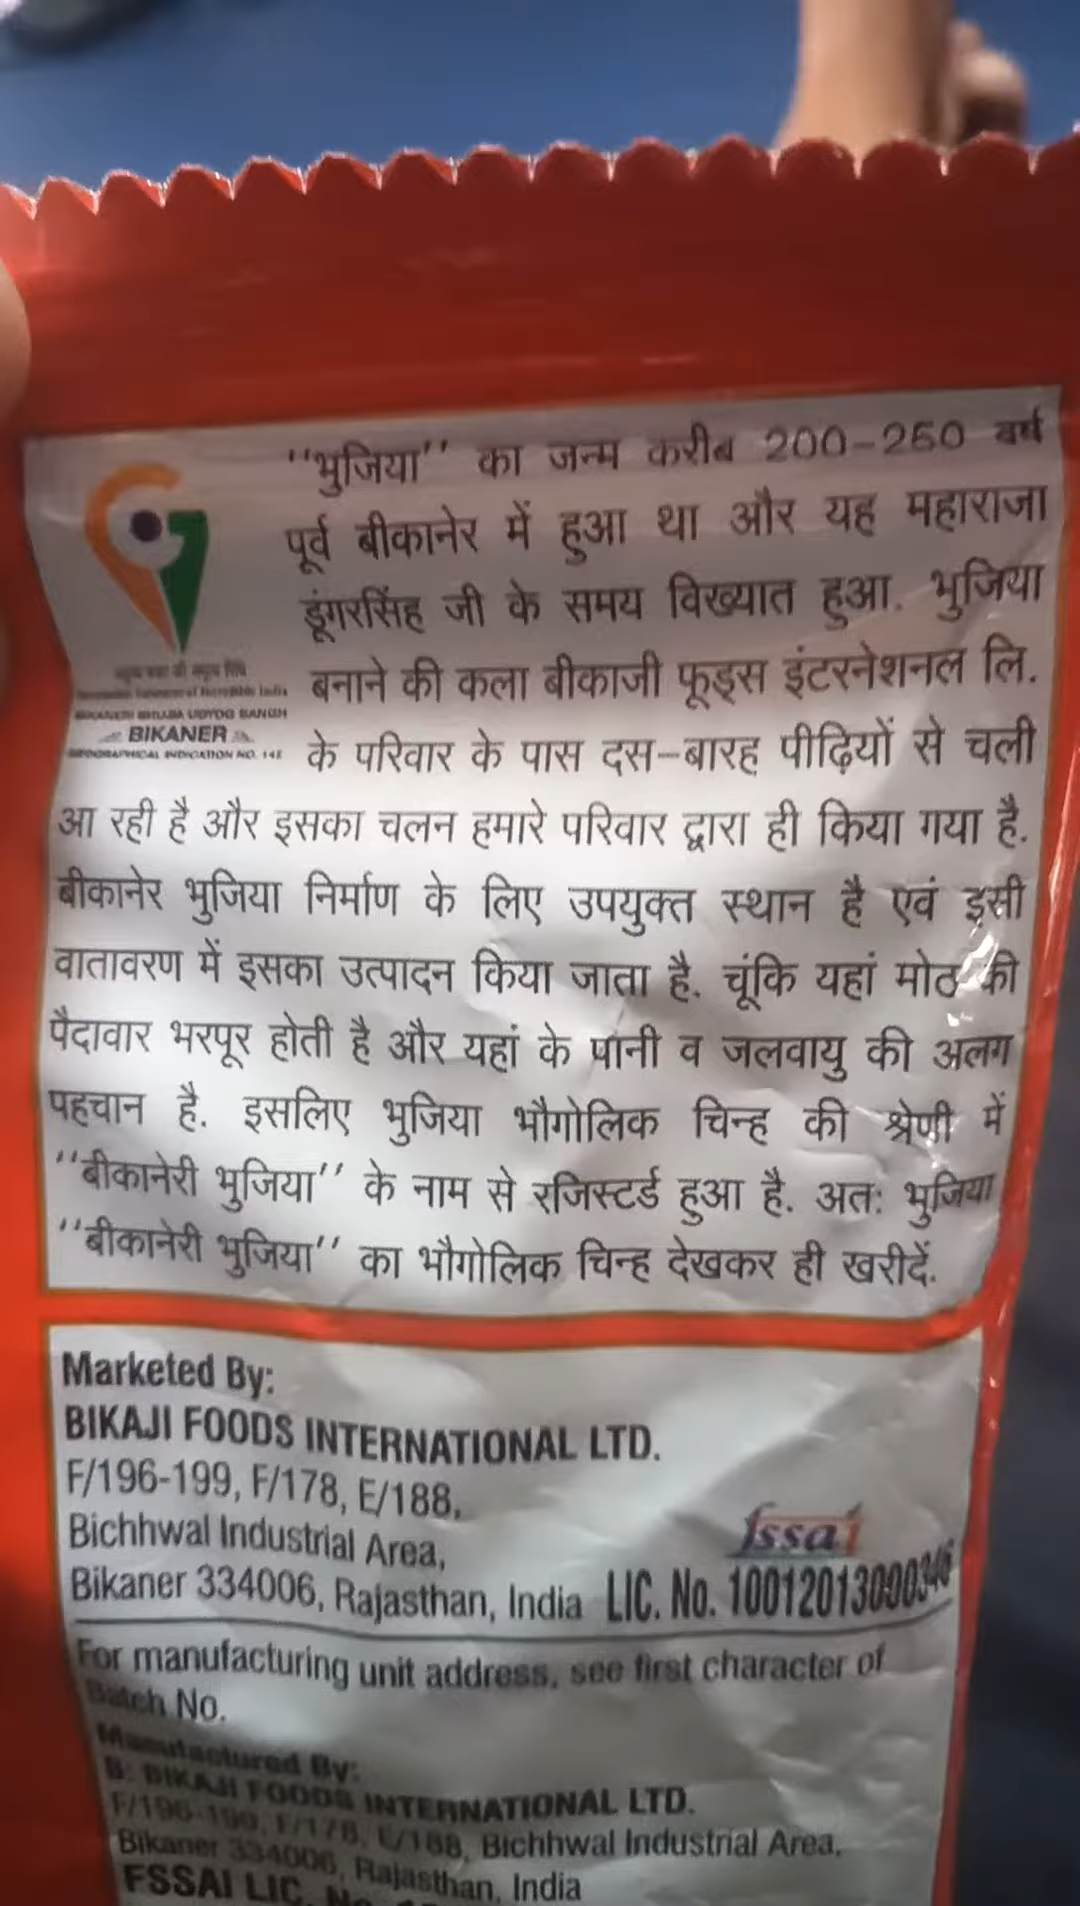 "भुजिया" का जन्म करीब 200-250 वर्ष
पूर्व बीकानेर में हुआ था और यह महाराजा
डूंगरसिंह जी के समय विख्यात हुआ. भुजिया
बनाने की कला बीकाजी फूड्स इंटरनेशनल लि.
के परिवार के पास दस-बारह पीढ़ियों से चली
आ रही है और इसका चलन हमारे परिवार द्वारा ही किया गया है.
बीकानेर भुजिया निर्माण के लिए उपयुक्त स्थान है एवं इसी
वातावरण में इसका उत्पादन किया जाता है. चूंकि यहां मोठ की
पैदावार भरपूर होती है और यहां के पानी व जलवायु की अलग
पहचान है. इसलिए भुजिया भौगोलिक चिन्ह की श्रेणी में
"बीकानेरी भुजिया" के नाम से रजिस्टर्ड हुआ है. अतः भुजिया
"बीकानेरी भुजिया" का भौगोलिक चिन्ह देखकर ही खरीदें.
BHUJIA UDYOG SANGH
BIKANER
GEOGRAPHICAL INDICATION NO.
Marketed By:
BIKAJI FOODS INTERNATIONAL LTD.
F/196-199, F/178, E/188,
Bichhwal Industrial Area,
Bikaner 334006, Rajasthan, India
fssai
LIC. No.
For manufacturing unit address, see first character of
Batch No.
Manufactured By:
B: BIKAJI FOODS INTERNATIONAL LTD.
F/196-199, F/178, E/188, Bichhwal Industrial Area,
Bikaner 334006, Rajasthan, India
FSSAI LIC. No.